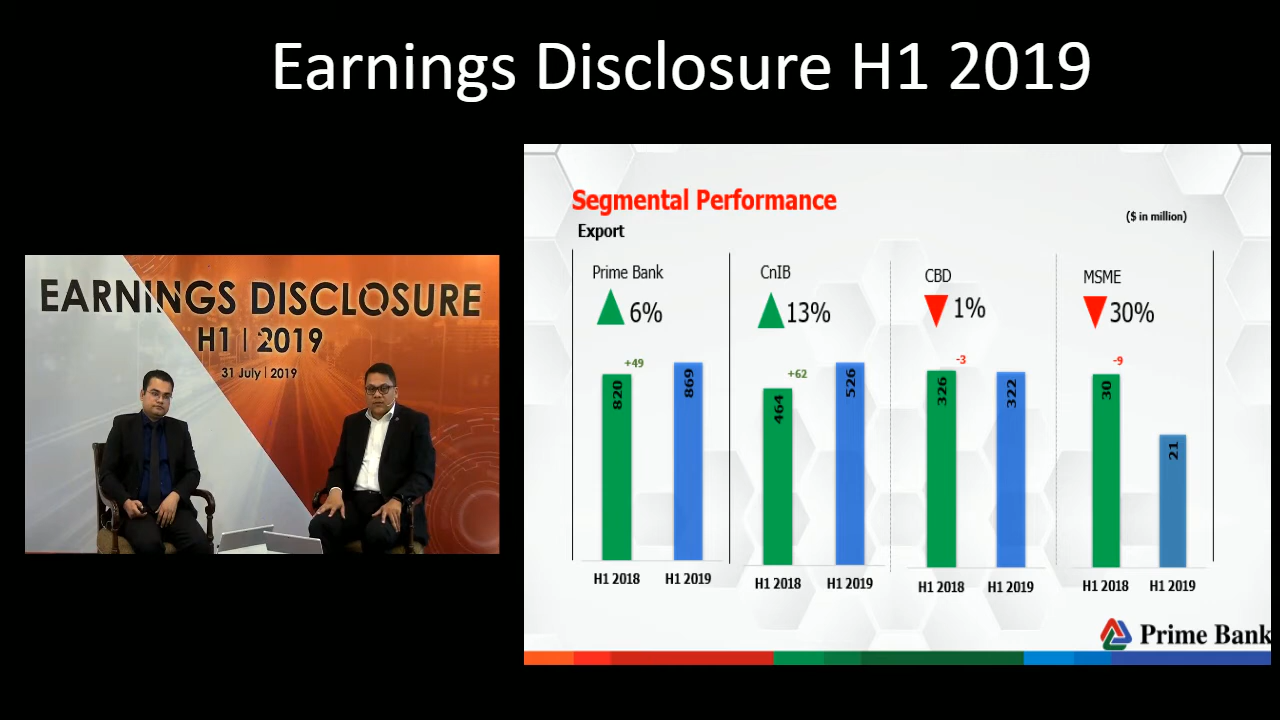 Earnings Disclosure H1 2019
EARNINGS DISCLOSURE
H1 | 2019
31 July | 2019
Segmental Performance
Export
($ in million)
Prime Bank
6%
+49
820
869
H1 2018
H1 2019
CnIB
13%
+62
464
526
H1 2018
H1 2019
CBD
1%
-3
326
322
H1 2018
H1 2019
MSME
30%
-9
30
21
H1 2018
H1 2019
Prime Bank